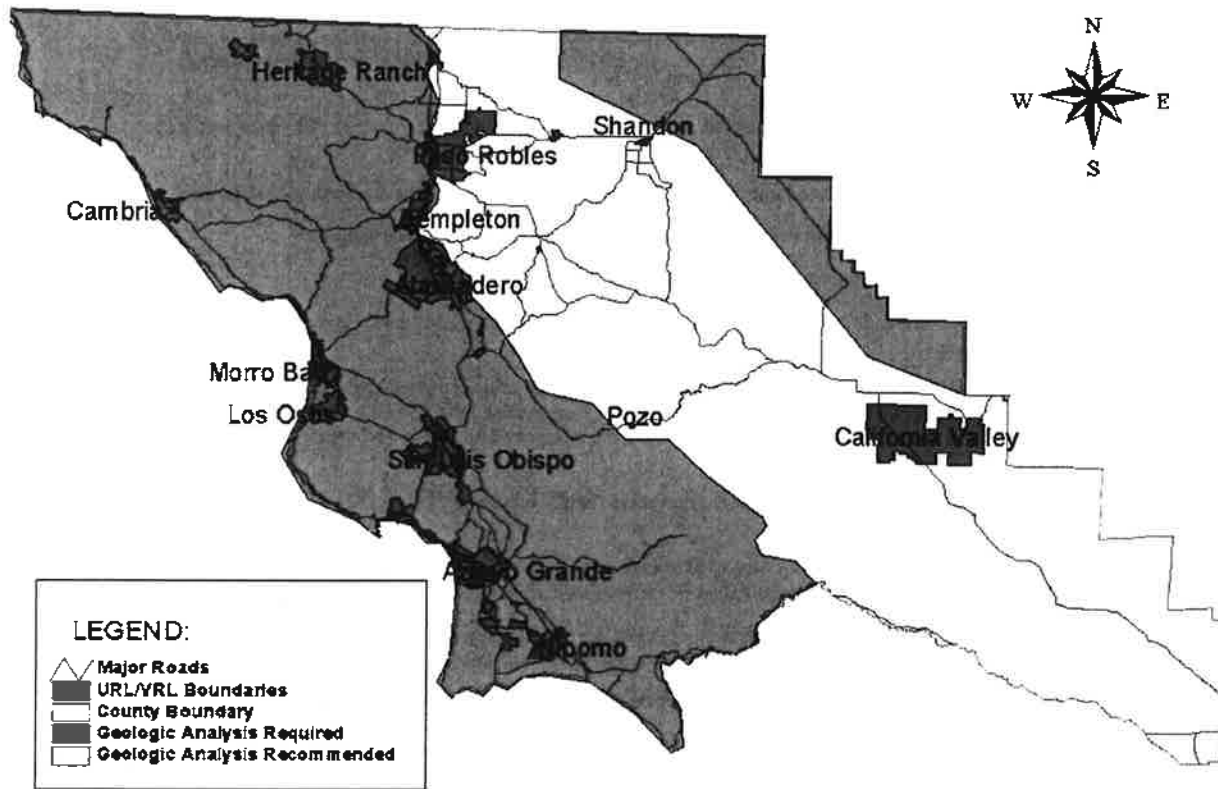 N
W E
S
Heritage Ranch
Shandon
Paso Robles
Cambria
Templeton
Atascadero
Morro Bay
Los Osos
Pozo
California Valley
San Luis Obispo
Arroyo Grande
Nipomo
LEGEND:
Major Roads
URL/VRL Boundaries
County Boundary
Geologic Analysis Required
Geologic Analysis Recommended